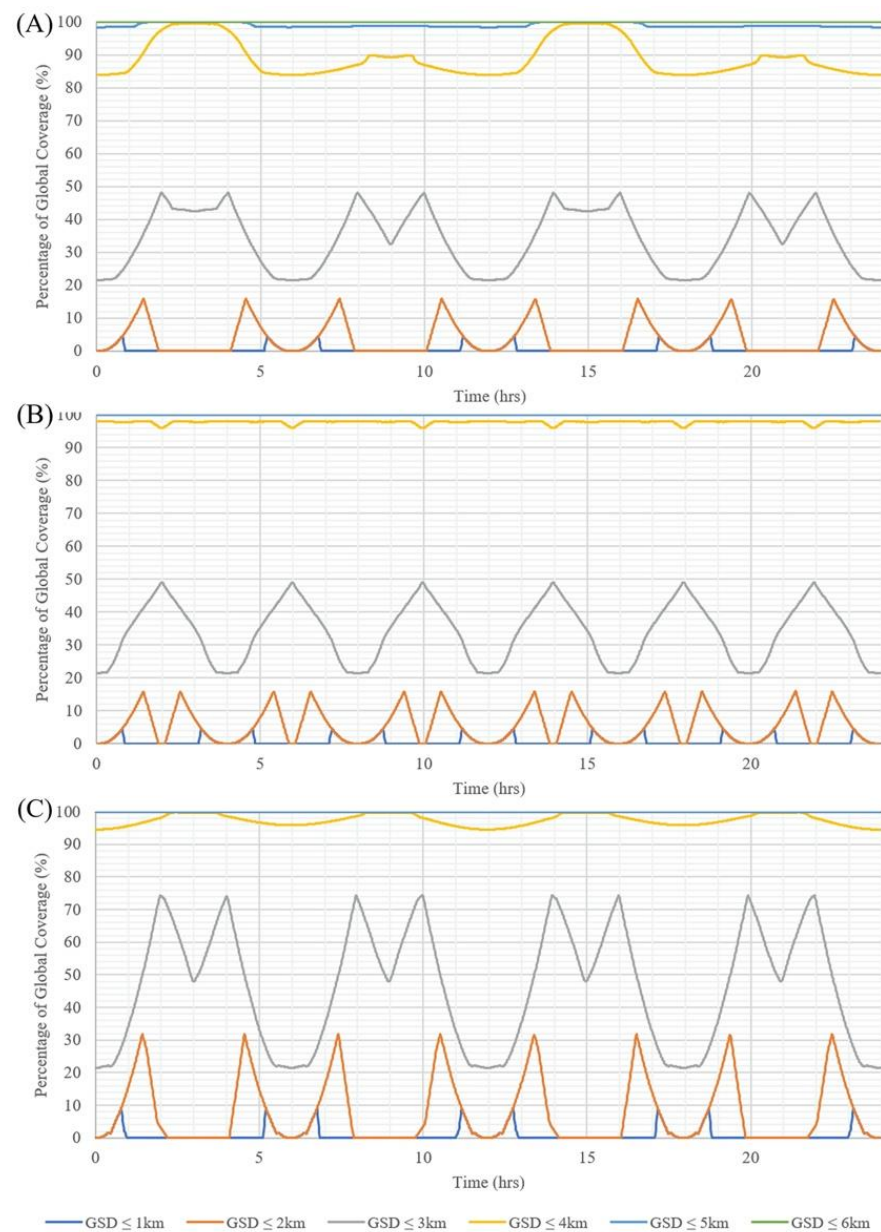 (A)
100
90
80
70
60
50
40
30
20
10
0
Percentage of Global Coverage (%)
0 5 10 15 20
Time (hrs)
(B)
100
90
80
70
60
50
40
30
20
10
0
Percentage of Global Coverage (%)
0 5 10 15 20
Time (hrs)
(C)
100
90
80
70
60
50
40
30
20
10
0
Percentage of Global Coverage (%)
0 5 10 15 20
Time (hrs)
GSD ≤ 1km GSD ≤ 2km GSD ≤ 3km GSD ≤ 4km GSD ≤ 5km GSD ≤ 6km